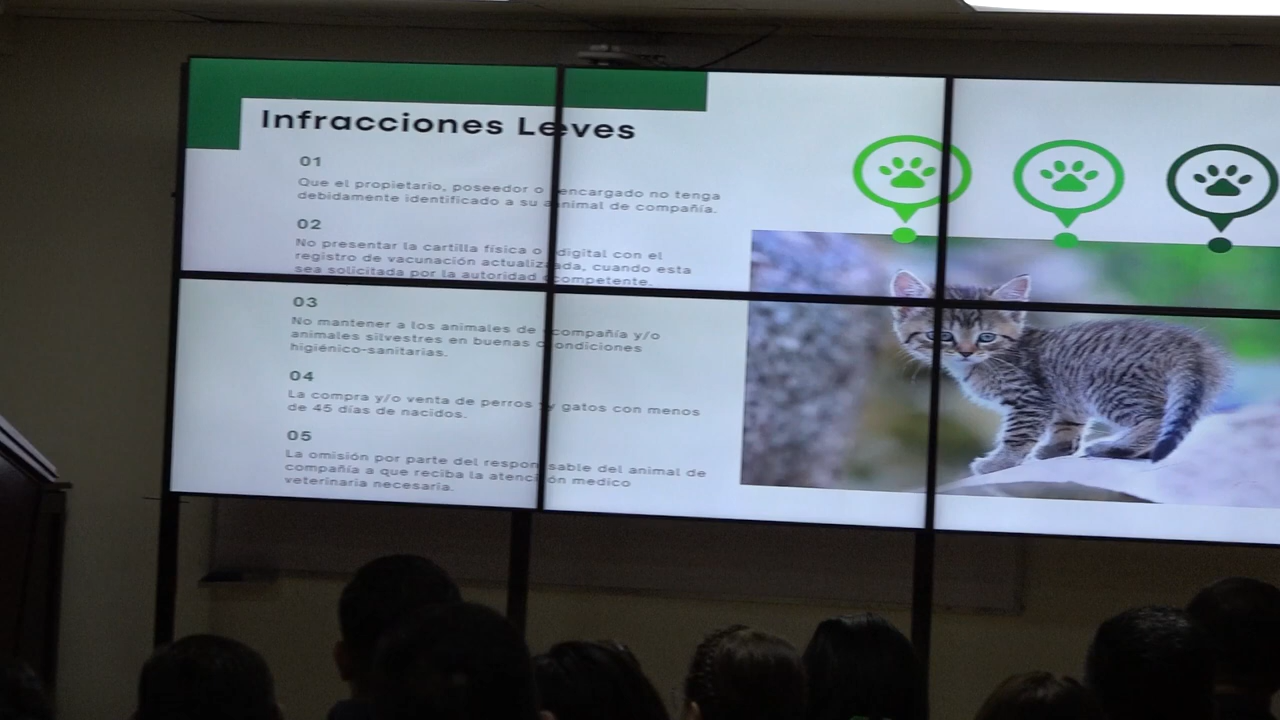 Infracciones Leves
01
Que el propietario, poseedor o encargado no tenga
debidamente identificado a su animal de compañía.
02
No presentar la cartilla física o digital con el
registro de vacunación actualizada, cuando esta
sea solicitada por la autoridad competente.
03
No mantener a los animales de compañía y/o
animales silvestres en buenas condiciones
higiénico-sanitarias.
04
La compra y/o venta de perros y gatos con menos
de 45 días de nacidos.
05
La omisión por parte del responsable del animal de
compañía a que reciba la atención medico
veterinaria necesaria.